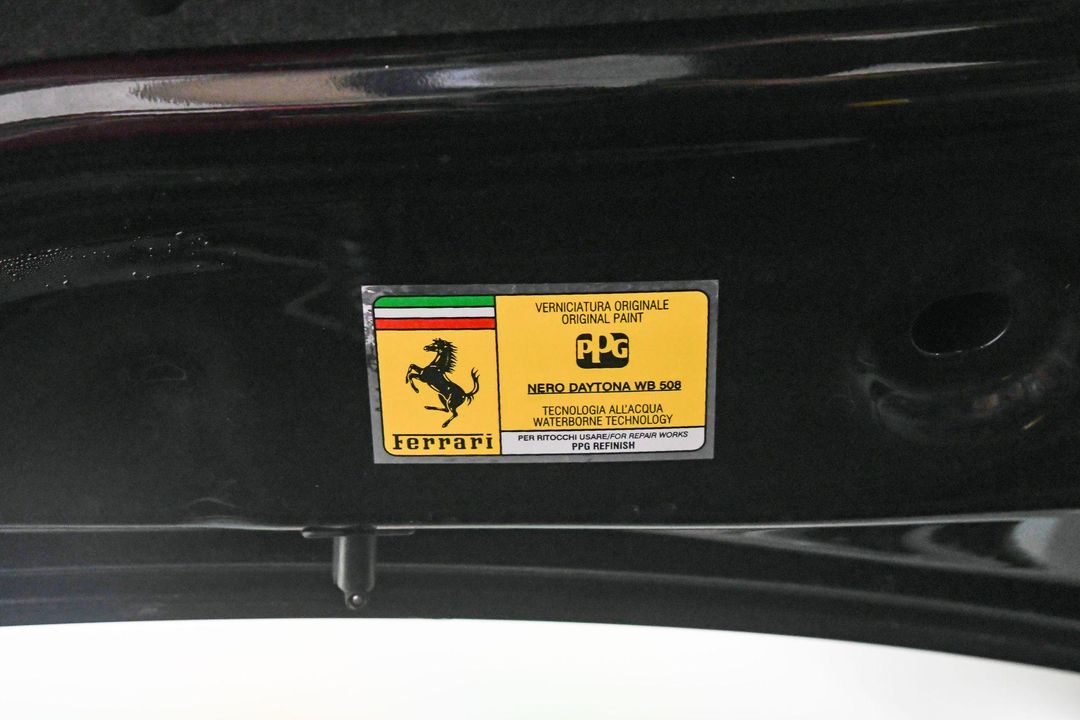 VERNICIATURA ORIGINALE
ORIGINAL PAINT
PPG
NERO DAYTONA WB 508
TECNOLOGIA ALL'ACQUA
WATERBORNE TECHNOLOGY
PER RITOCCHI USARE/FOR REPAIR WORKS
PPG REFINISH
Ferrari